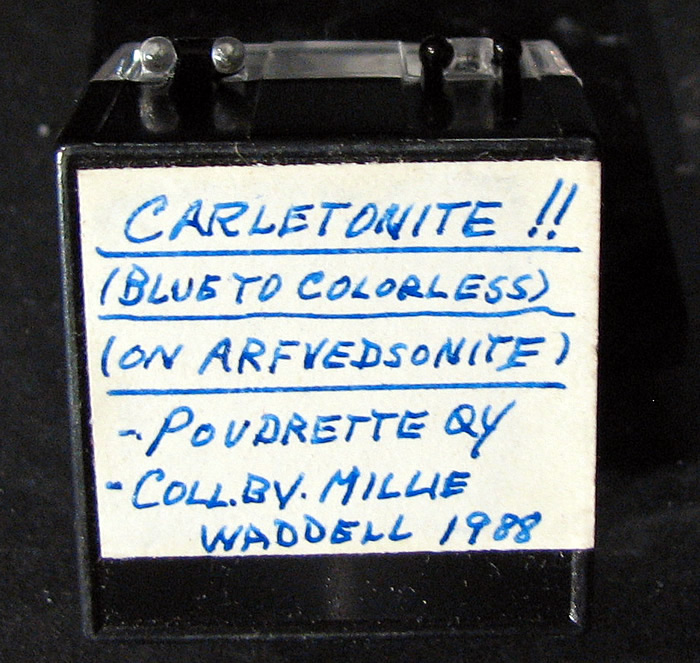 CARLETONITE !!
(BLUE TO COLORLESS)
(ON ARFVEDSONITE)
- POUDRETTE QY
- COLL. BY. MILLIE
WADDELL 1988